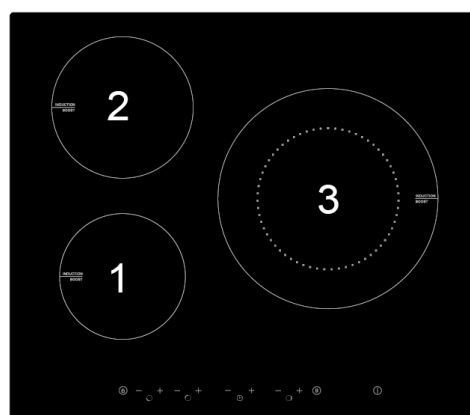 INDUCTION
BOOST
2
INDUCTION
BOOST
3
INDUCTION
BOOST
1
− + − + − + − +